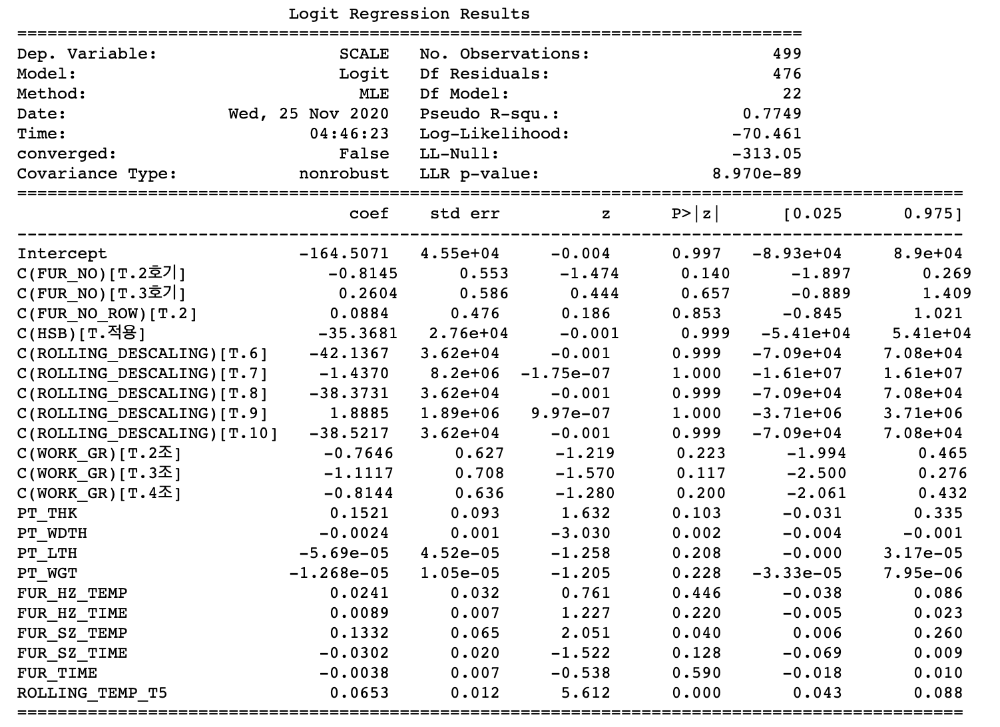 Logit Regression Results
==============================================================================
Dep. Variable: SCALE No. Observations: 499
Model: Logit Df Residuals: 476
Method: MLE Df Model: 22
Date: Wed, 25 Nov 2020 Pseudo R-squ.: 0.7749
Time: 04:46:23 Log-Likelihood: -70.461
converged: False LL-Null: -313.05
Covariance Type: nonrobust LLR p-value: 8.970e-89
==============================================================================================
coef std err z P>|z| [0.025 0.975]
----------------------------------------------------------------------------------------------
Intercept -164.5071 4.55e+04 -0.004 0.997 -8.93e+04 8.9e+04
C(FUR_NO)[T.2호기] -0.8145 0.553 -1.474 0.140 -1.897 0.269
C(FUR_NO)[T.3호기] 0.2604 0.586 0.444 0.657 -0.889 1.409
C(FUR_NO_ROW)[T.2] 0.0884 0.476 0.186 0.853 -0.845 1.021
C(HSB)[T.적용] -35.3681 2.76e+04 -0.001 0.999 -5.41e+04 5.41e+04
C(ROLLING_DESCALING)[T.6] -42.1367 3.62e+04 -0.001 0.999 -7.09e+04 7.08e+04
C(ROLLING_DESCALING)[T.7] -1.4370 8.2e+06 -1.75e-07 1.000 -1.61e+07 1.61e+07
C(ROLLING_DESCALING)[T.8] -38.3731 3.62e+04 -0.001 0.999 -7.09e+04 7.08e+04
C(ROLLING_DESCALING)[T.9] 1.8885 1.89e+06 9.97e-07 1.000 -3.71e+06 3.71e+06
C(ROLLING_DESCALING)[T.10] -38.5217 3.62e+04 -0.001 0.999 -7.09e+04 7.08e+04
C(WORK_GR)[T.2조] -0.7646 0.627 -1.219 0.223 -1.994 0.465
C(WORK_GR)[T.3조] -1.1117 0.708 -1.570 0.117 -2.500 0.276
C(WORK_GR)[T.4조] -0.8144 0.636 -1.280 0.200 -2.061 0.432
PT_THK 0.1521 0.093 1.632 0.103 -0.031 0.335
PT_WDTH -0.0024 0.001 -3.030 0.002 -0.004 -0.001
PT_LTH -5.69e-05 4.52e-05 -1.258 0.208 -0.000 3.17e-05
PT_WGT -1.268e-05 1.05e-05 -1.205 0.228 -3.33e-05 7.95e-06
FUR_HZ_TEMP 0.0241 0.032 0.761 0.446 -0.038 0.086
FUR_HZ_TIME 0.0089 0.007 1.227 0.220 -0.005 0.023
FUR_SZ_TEMP 0.1332 0.065 2.051 0.040 0.006 0.260
FUR_SZ_TIME -0.0302 0.020 -1.522 0.128 -0.069 0.009
FUR_TIME -0.0038 0.007 -0.538 0.590 -0.018 0.010
ROLLING_TEMP_T5 0.0653 0.012 5.612 0.000 0.043 0.088
==============================================================================================